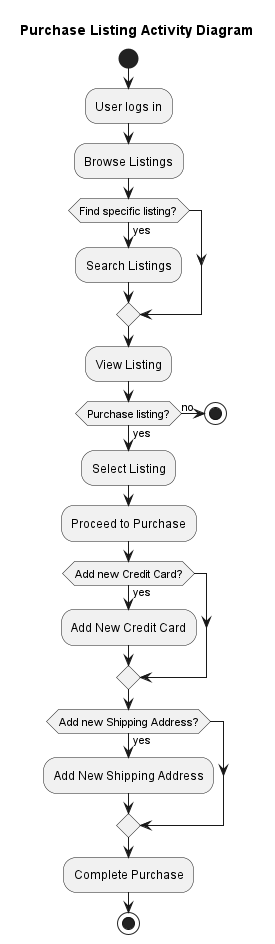 Purchase Listing Activity Diagram
User logs in
Browse Listings
Find specific listing?
yes
Search Listings
View Listing
Purchase listing?
no
yes
Select Listing
Proceed to Purchase
Add new Credit Card?
yes
Add New Credit Card
Add new Shipping Address?
yes
Add New Shipping Address
Complete Purchase